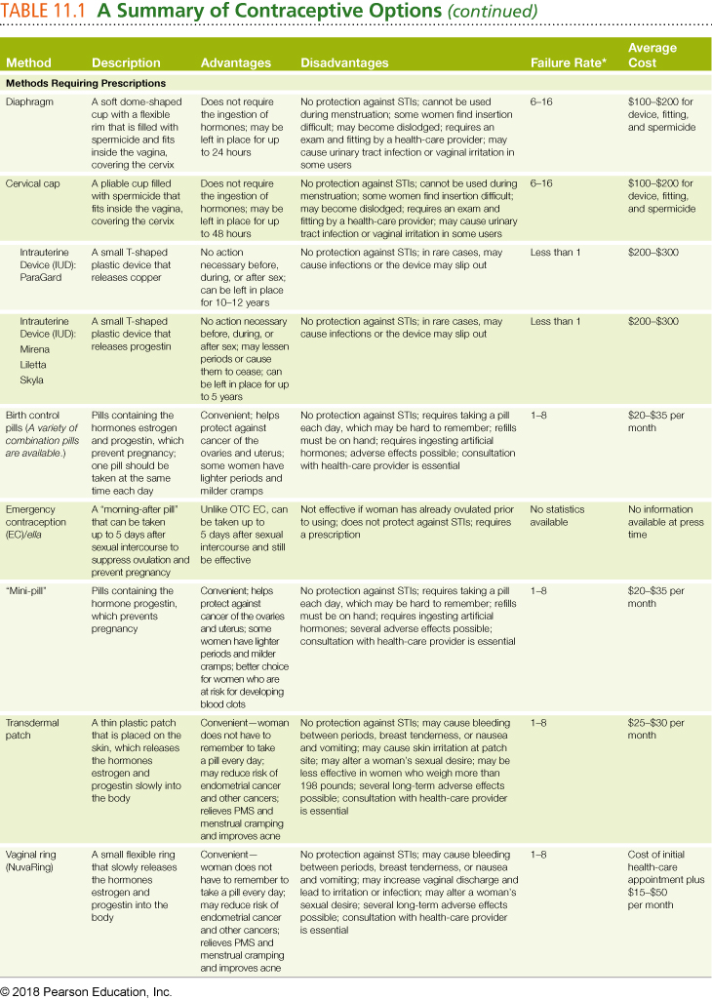 TABLE 11.1 A Summary of Contraceptive Options (continued)
Method Description Advantages Disadvantages Failure Rate* Average Cost
Methods Requiring Prescriptions
Diaphragm
A soft dome-shaped
cup with a flexible
rim that is filled with
spermicide and fits
inside the vagina,
covering the cervix
Does not require
the ingestion of
hormones; may be
left in place for up
to 24 hours
No protection against STIs; cannot be used
during menstruation; some women find insertion
difficult; may become dislodged; requires an
exam and fitting by a health-care provider; may
cause urinary tract infection or vaginal irritation in
some users
6–16
$100–$200 for
device, fitting,
and spermicide
Cervical cap
A pliable cup filled
with spermicide that
fits inside the vagina,
covering the cervix
Does not require
the ingestion of
hormones; may be
left in place for up
to 48 hours
No protection against STIs; cannot be used during
menstruation; some women find insertion difficult;
may become dislodged; requires an exam and
fitting by a health-care provider; may cause urinary
tract infection or vaginal irritation in some users
6–16
$100–$200 for
device, fitting,
and spermicide
Intrauterine
Device (IUD):
ParaGard
A small T-shaped
plastic device that
releases copper
No action
necessary before,
during, or after sex;
can be left in place
for 10–12 years
No protection against STIs; in rare cases, may
cause infections or the device may slip out
Less than 1
$200–$300
Intrauterine
Device (IUD):
Mirena
Liletta
Skyla
A small T-shaped
plastic device that
releases progestin
No action necessary
before, during, or
after sex; may lessen
periods or cause
them to cease; can
be left in place for up
to 5 years
No protection against STIs; in rare cases, may
cause infections or the device may slip out
Less than 1
$200–$300
Birth control
pills (A variety of
combination pills
are available.)
Pills containing the
hormones estrogen
and progestin, which
prevent pregnancy;
one pill should be
taken at the same
time each day
Convenient; helps
protect against
cancer of the
ovaries and uterus;
some women have
lighter periods and
milder cramps
No protection against STIs; requires taking a pill
each day, which may be hard to remember; refills
must be on hand; requires ingesting artificial
hormones; adverse effects possible; consultation
with health-care provider is essential
1–8
$20–$35 per
month
Emergency
contraception
(EC)/ella
A “morning-after pill”
that can be taken
up to 5 days after
sexual intercourse to
suppress ovulation and
prevent pregnancy
Unlike OTC EC, can
be taken up to
5 days after sexual
intercourse and still
be effective
Not effective if woman has already ovulated prior
to using; does not protect against STIs; requires
a prescription
No statistics
available
No information
available at press
time
“Mini-pill”
Pills containing the
hormone progestin,
which prevents
pregnancy
Convenient; helps
protect against
cancer of the ovaries
and uterus; some
women have lighter
periods and milder
cramps; better choice
for women who are
at risk for developing
blood clots
No protection against STIs; requires taking a pill
each day, which may be hard to remember; refills
must be on hand; requires ingesting artificial
hormones; several adverse effects possible;
consultation with health-care provider is essential
1–8
$20–$35 per
month
Transdermal
patch
A thin plastic patch
that is placed on the
skin, which releases
the hormones
estrogen and
progestin slowly into
the body
Convenient—woman
does not have to
remember to take
a pill every day;
may reduce risk of
endometrial cancer
and other cancers;
relieves PMS and
menstrual cramping
and improves acne
No protection against STIs; may cause bleeding
between periods, breast tenderness, or nausea
and vomiting; may cause skin irritation at patch
site; may alter a woman’s sexual desire; may be
less effective in women who weigh more than
198 pounds; several long-term adverse effects
possible; consultation with health-care provider
is essential
1–8
$25–$30 per
month
Vaginal ring
(NuvaRing)
A small flexible ring
that slowly releases
the hormones
estrogen and
progestin into the
body
Convenient—
woman does not
have to remember to
take a pill every day;
may reduce risk of
endometrial cancer
and other cancers;
relieves PMS and
menstrual cramping
and improves acne
No protection against STIs; may cause bleeding
between periods, breast tenderness, or nausea
and vomiting; may increase vaginal discharge and
lead to irritation or infection; may alter a woman’s
sexual desire; several long-term adverse effects
possible; consultation with health-care provider
is essential
1–8
Cost of initial
health-care
appointment plus
$15–$50
per month
© 2018 Pearson Education, Inc.